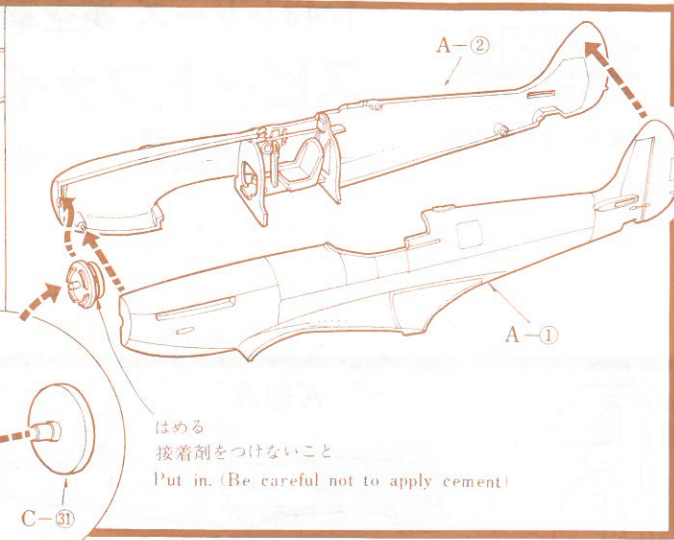 A-②
A-①
はめる
接着剤をつけないこと
Put in. (Be careful not to apply cement)
C-㉛